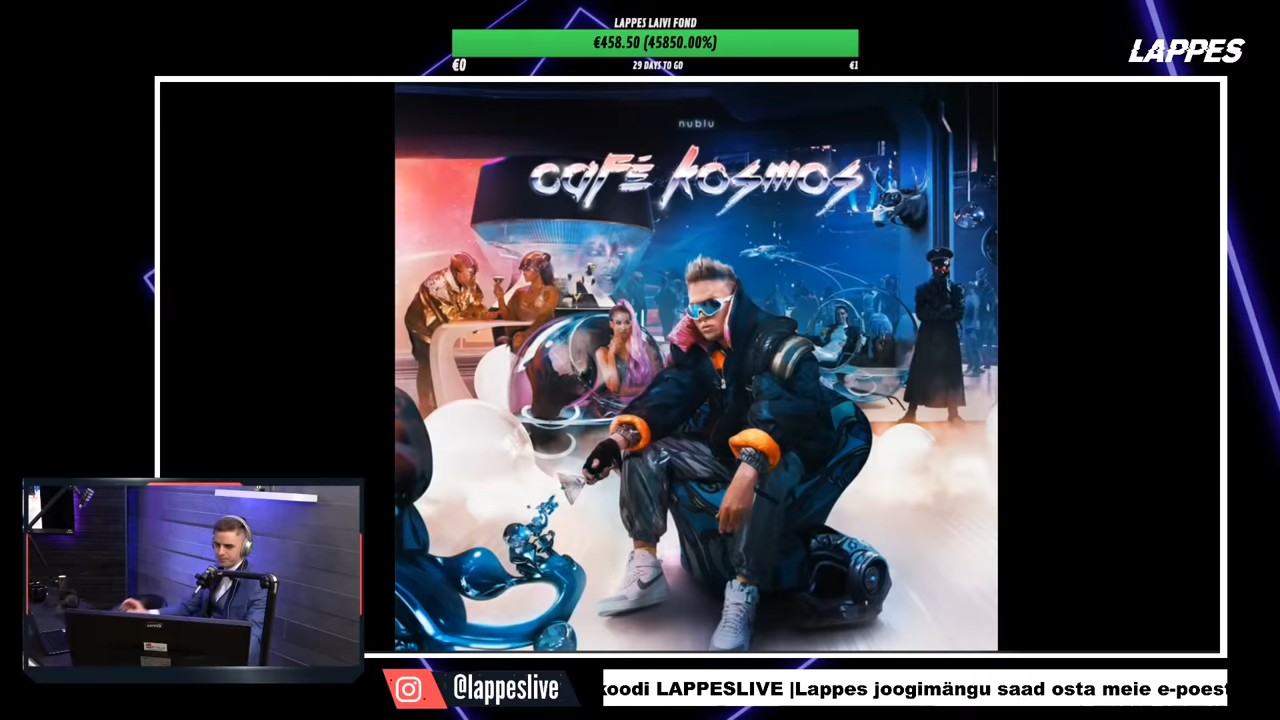 LAPPES LAIVI FOND
€458.50 (45850.00%)
€0
29 DAYS TO GO
€1
LAPPES
nublu
café kosmos
LAPPES
@lappeslive
koodi LAPPESLIVE |Lappes joogimängu saad osta meie e-poest